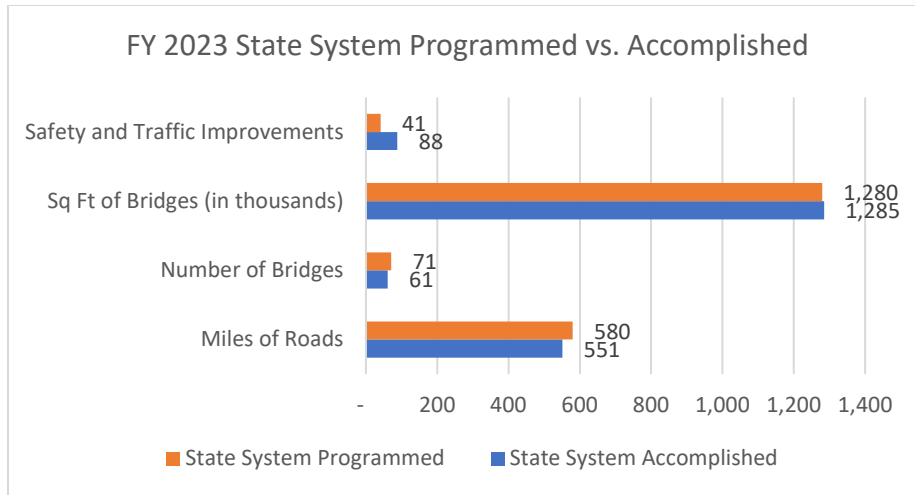 FY 2023 State System Programmed vs. Accomplished
Safety and Traffic Improvements
41
88
Sq Ft of Bridges (in thousands)
1,280
1,285
Number of Bridges
71
61
Miles of Roads
580
551
- 200 400 600 800 1,000 1,200 1,400
State System Programmed State System Accomplished